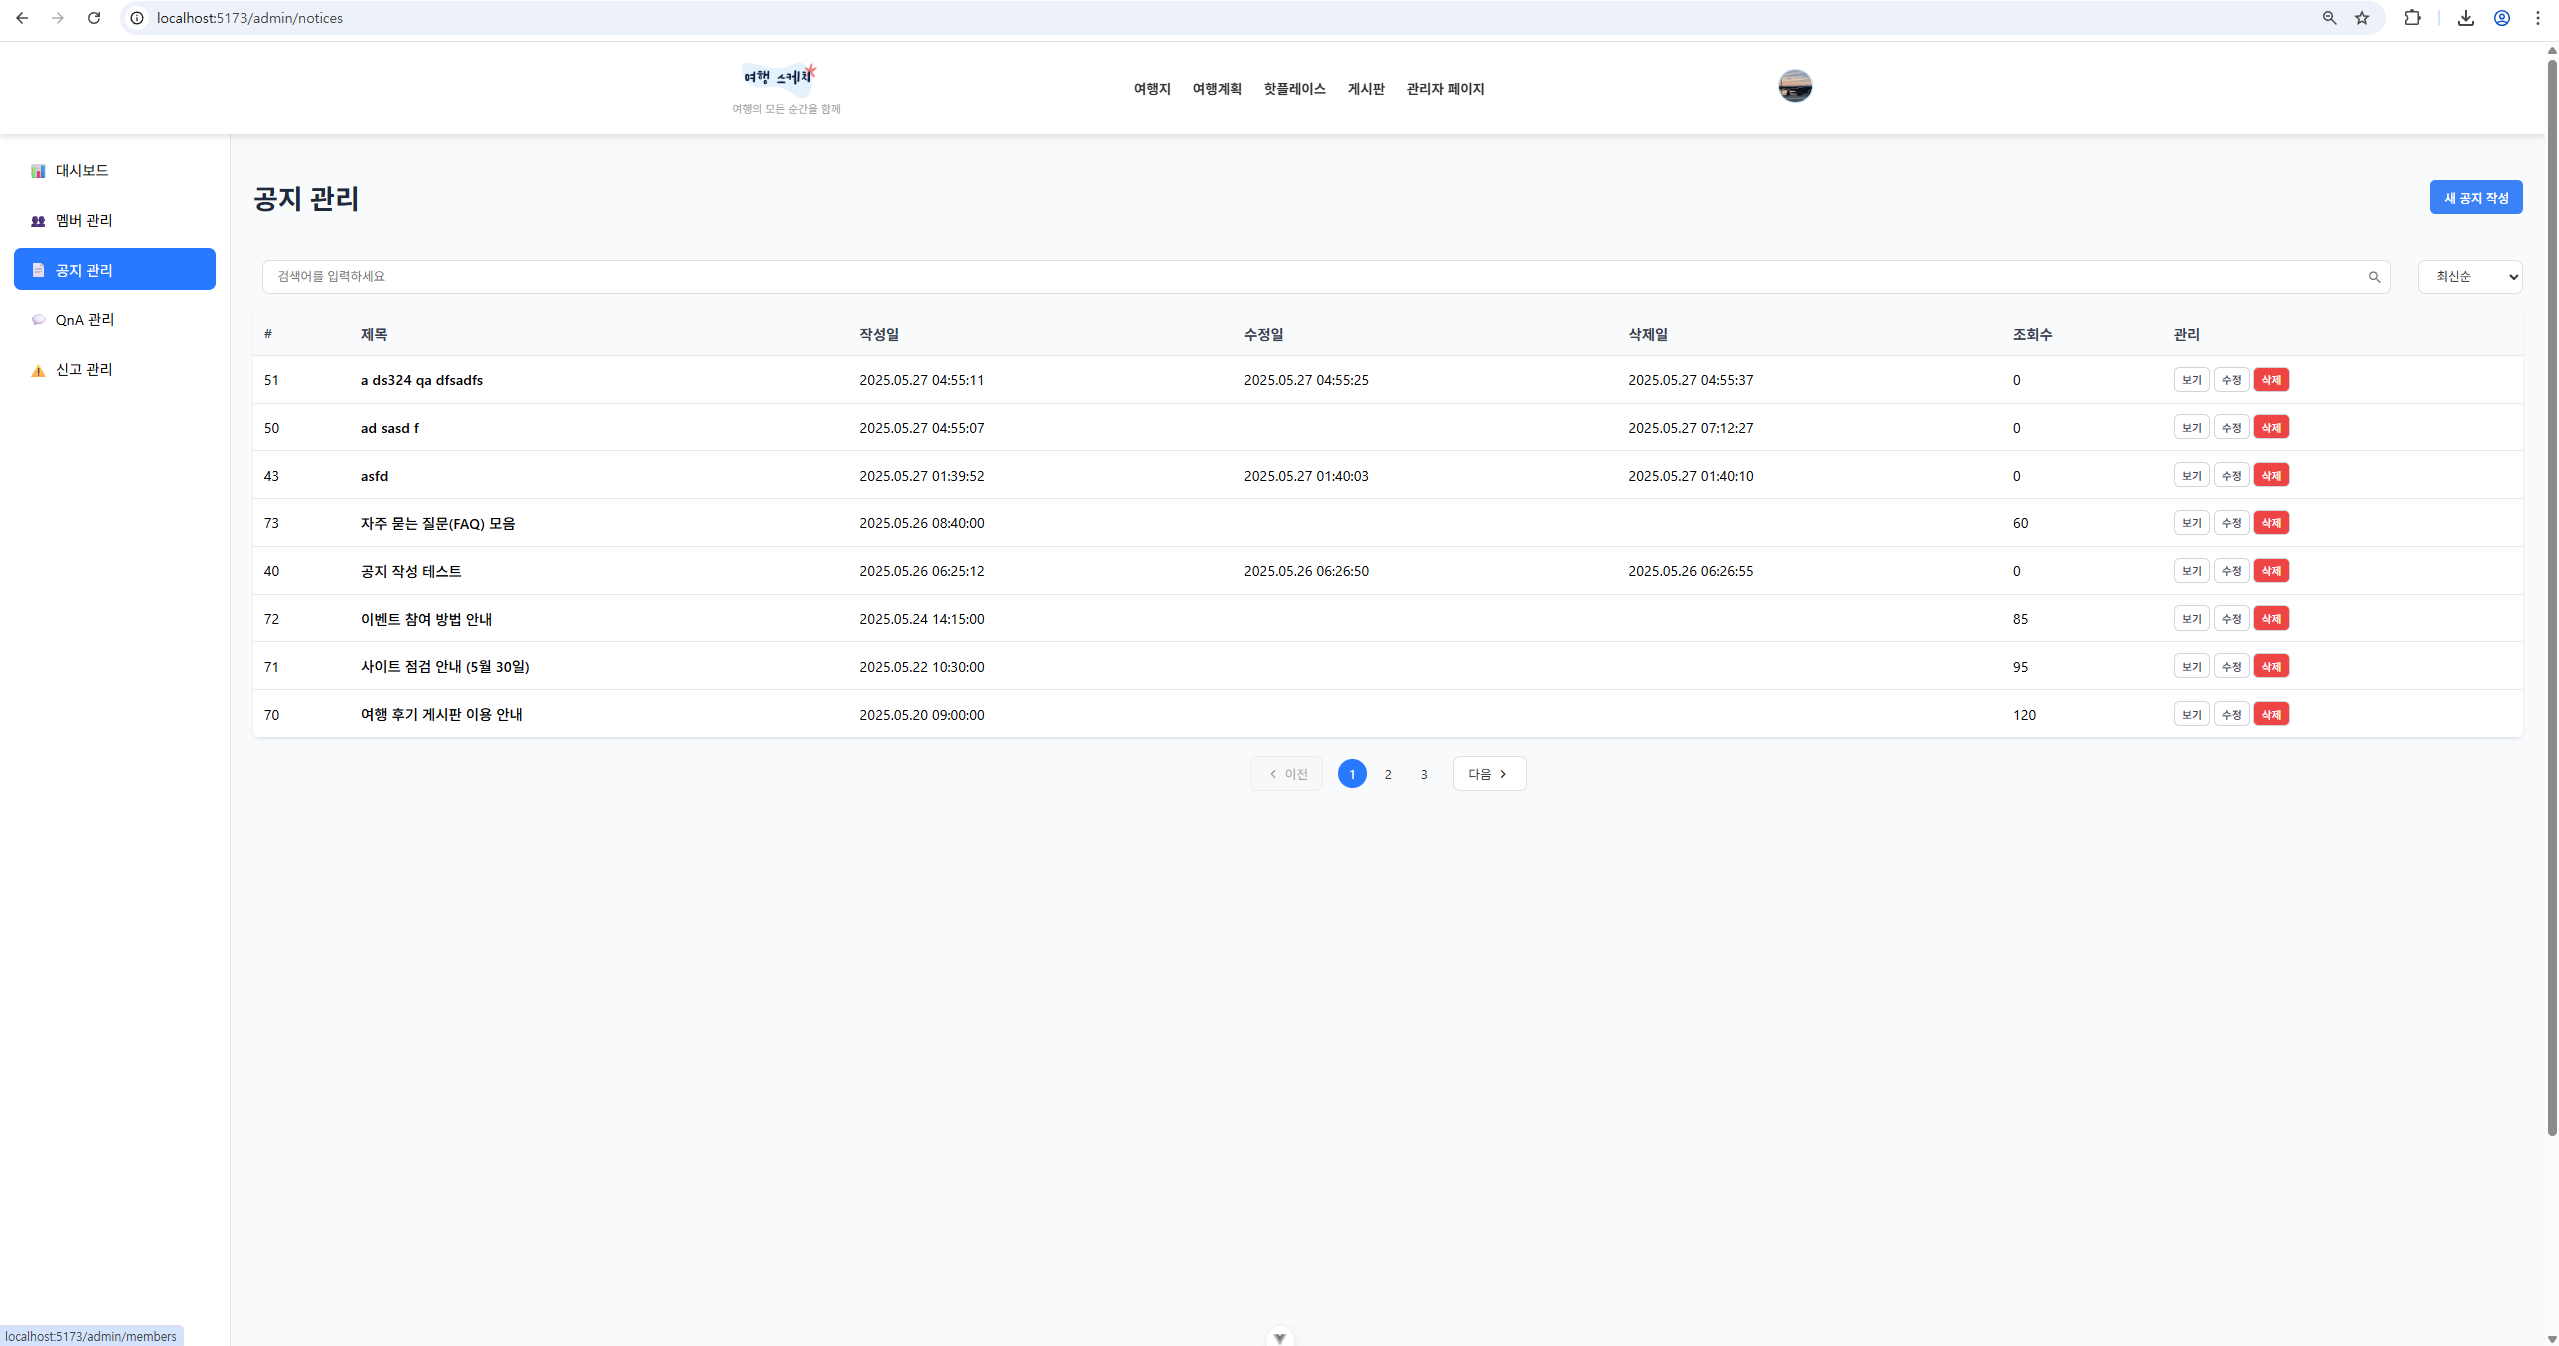 localhost:5173/admin/notices
여행 스케치
여행의 모든 순간을 함께
여행지 여행계획 핫플레이스 게시판 관리자 페이지
대시보드
멤버 관리
공지 관리
QnA 관리
신고 관리
공지 관리
새 공지 작성
검색어를 입력하세요
최신순
# 제목 작성일 수정일 삭제일 조회수 관리
51 a ds324 qa dfsadfs 2025.05.27 04:55:11 2025.05.27 04:55:25 2025.05.27 04:55:37 0 보기 수정 삭제
50 ad sasd f 2025.05.27 04:55:07 2025.05.27 07:12:27 0 보기 수정 삭제
43 asfd 2025.05.27 01:39:52 2025.05.27 01:40:03 2025.05.27 01:40:10 0 보기 수정 삭제
73 자주 묻는 질문(FAQ) 모음 2025.05.26 08:40:00 60 보기 수정 삭제
40 공지 작성 테스트 2025.05.26 06:25:12 2025.05.26 06:26:50 2025.05.26 06:26:55 0 보기 수정 삭제
72 이벤트 참여 방법 안내 2025.05.24 14:15:00 85 보기 수정 삭제
71 사이트 점검 안내 (5월 30일) 2025.05.22 10:30:00 95 보기 수정 삭제
70 여행 후기 게시판 이용 안내 2025.05.20 09:00:00 120 보기 수정 삭제
이전 1 2 3 다음
localhost:5173/admin/members